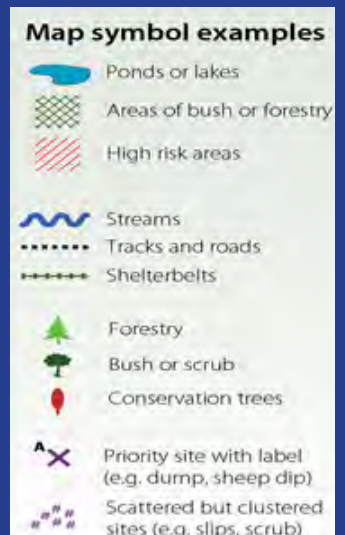 Map symbol examples
Ponds or lakes
Areas of bush or forestry
High risk areas
Streams
Tracks and roads
Shelterbelts
Forestry
Bush or scrub
Conservation trees
A
Priority site with label
(e.g. dump, sheep dip)
Scattered but clustered
sites (e.g. slips, scrub)